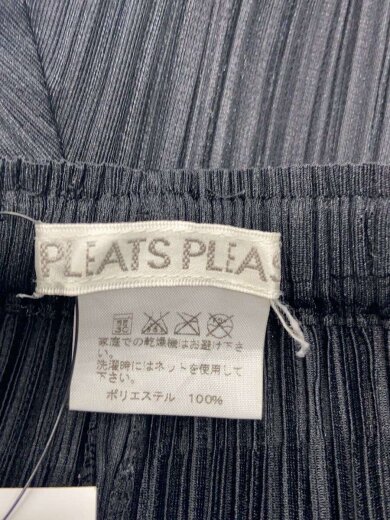 PLEATS PLEAS
家庭での乾燥機はお避け下さ
い。
洗濯時にはネットを使用して
下さい。
ポリエステル 100%